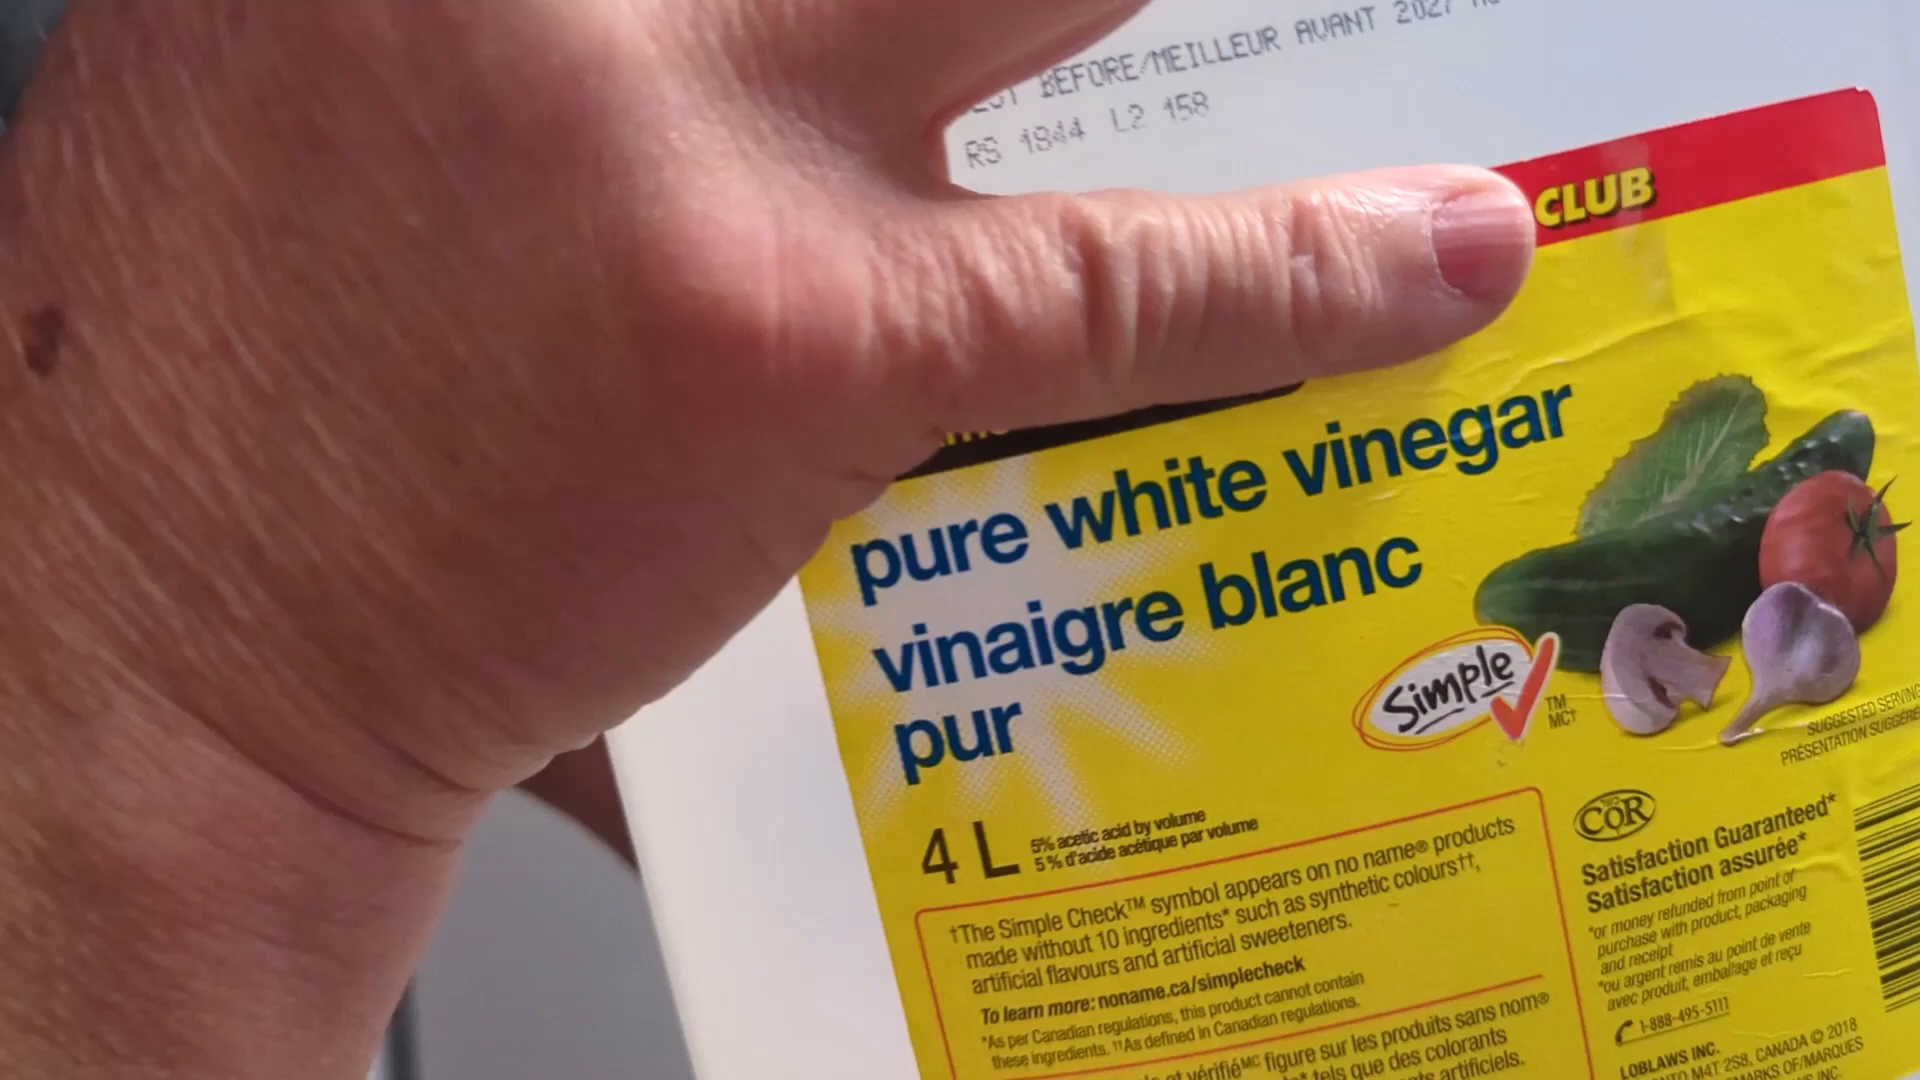 BEFORE/MEILLEUR AVANT 2027
RS 1844 L2 158
CLUB
pure white vinegar
vinaigre blanc
pur
Simple
TM
MC†
SUGGESTED SERVING
PRÉSENTATION SUGGÉRÉE
4 L
5% acetic acid by volume
5 % d'acide acétique par volume
†The Simple Check™ symbol appears on no name® products
made without 10 ingredients* such as synthetic colours††,
artificial flavours and artificial sweeteners.
To learn more: noname.ca/simplecheck
*As per Canadian regulations, this product cannot contain
these ingredients. ††As defined in Canadian regulations.
vérifiéMC figure sur les produits sans nom®
tels que des colorants
artificiels.
COR
Satisfaction Guaranteed*
Satisfaction assurée*
*or money refunded from point of
purchase with product, packaging
and receipt
*ou argent remis au point de vente
avec produit, emballage et reçu
1-888-495-5111
LOBLAWS INC.
M4T 2S8, CANADA © 2018
MARKS OF/MARQUES
INC.